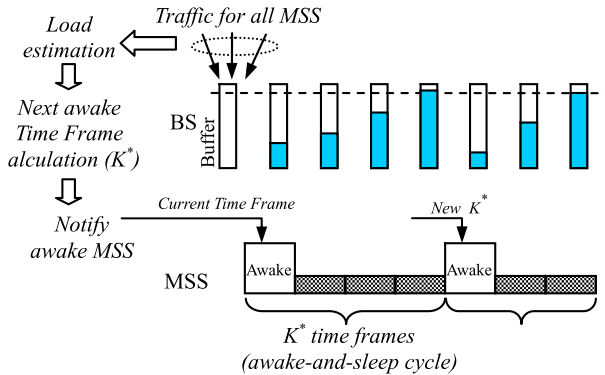 Traffic for all MSS
Load
estimation
Next awake
Time Frame
alculation (K*)
Notify
awake MSS
BS
Buffer
Current Time Frame
New K*
MSS
Awake
Awake
K* time frames
(awake-and-sleep cycle)